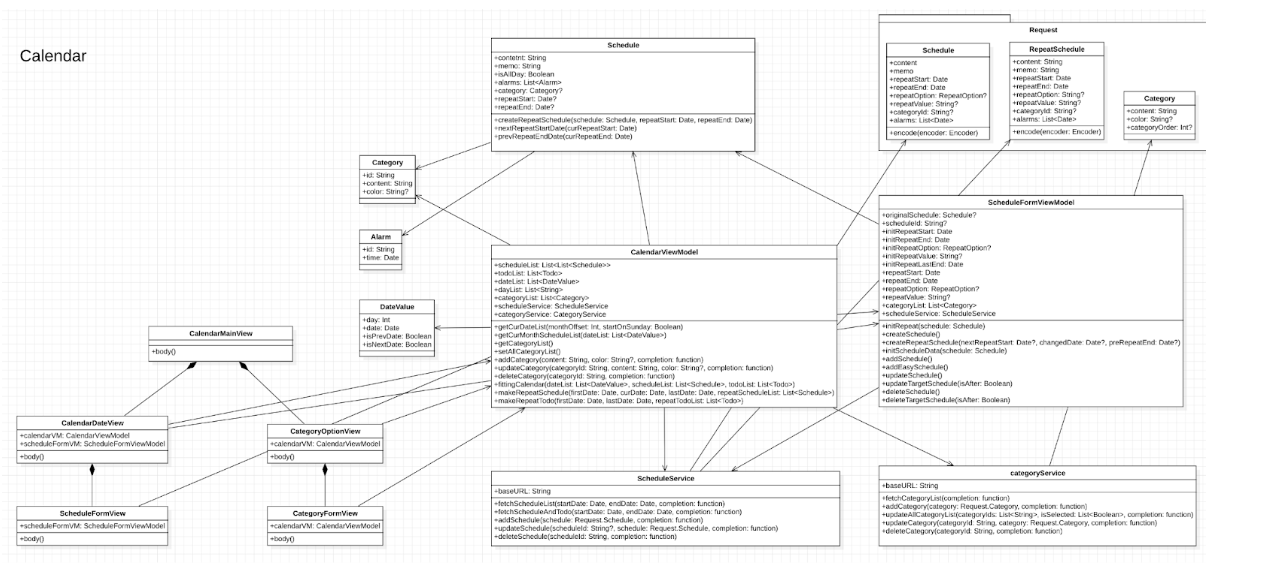 Calendar
Schedule
+contetnt: String
+memo: String
+isAllDay: Boolean
+alarms: List<Alarm>
+category: Category?
+repeatStart: Date?
+repeatEnd: Date?
+createRepeatSchedule(schedule: Schedule, repeatStart: Date, repeatEnd: Date)
+nextRepeatStartDate(curRepeatStart: Date)
+prevRepeatEndDate(curRepeatEnd: Date)
Request
Schedule
+content
+memo
+repeatStart: Date
+repeatEnd: Date
+repeatOption: RepeatOption?
+repeatValue: String?
+categoryId: String?
+alarms: List<Date>
+encode(encoder: Encoder)
RepeatSchedule
+content: String
+memo: String
+repeatStart: Date
+repeatEnd: Date
+repeatOption: String?
+repeatValue: String?
+categoryId: String?
+alarms: List<Date>
+encode(encoder: Encoder)
Category
+content: String
+color: String?
+categoryOrder: Int?
Category
+id: String
+content: String
+color: String?
Alarm
+id: String
+time: Date
DateValue
+day: Int
+date: Date
+isPrevDate: Boolean
+isNextDate: Boolean
CalendarViewModel
+scheduleList: List<List<Schedule>>
+todoList: List<Todo>
+dateList: List<DateValue>
+dayList: List<String>
+categoryList: List<Category>
+scheduleService: ScheduleService
+categoryService: CategoryService
+getCurDateList(monthOffset: Int, startOnSunday: Boolean)
+getCurMonthScheduleList(dateList: List<DateValue>)
+getCategoryList()
+setAllCategoryList()
+addCategory(content: String, color: String?, completion: function)
+updateCategory(categoryId: String, content: String, color: String?, completion: function)
+deleteCategory(categoryId: String, completion: function)
+fittingCalendar(dateList: List<DateValue>, scheduleList: List<Schedule>, todoList: List<Todo>)
+makeRepeatSchedule(firstDate: Date, curDate: Date, lastDate: Date, repeatScheduleList: List<Schedule>)
+makeRepeatTodo(firstDate: Date, lastDate: Date, repeatTodoList: List<Todo>)
ScheduleFormViewModel
+originalSchedule: Schedule?
+scheduleId: String?
+initRepeatStart: Date
+initRepeatEnd: Date
+initRepeatOption: RepeatOption?
+initRepeatValue: String?
+initRepeatLastEnd: Date
+repeatStart: Date
+repeatEnd: Date
+repeatOption: RepeatOption?
+repeatValue: String?
+categoryList: List<Category>
+scheduleService: ScheduleService
+initRepeat(schedule: Schedule)
+createSchedule()
+createRepeatSchedule(nextRepeatStart: Date?, changedDate: Date?, preRepeatEnd: Date?)
+initScheduleData(schedule: Schedule)
+addSchedule()
+addEasySchedule()
+updateSchedule()
+updateTargetSchedule(isAfter: Boolean)
+deleteSchedule()
+deleteTargetSchedule(isAfter: Boolean)
CalendarMainView
+body()
CalendarDateView
+calendarVM: CalendarViewModel
+scheduleFormVM: ScheduleFormViewModel
+body()
CategoryOptionView
+calendarVM: CalendarViewModel
+body()
ScheduleFormView
+scheduleFormVM: ScheduleFormViewModel
+body()
CategoryFormView
+calendarVM: CalendarViewModel
+body()
ScheduleService
+baseURL: String
+fetchScheduleList(startDate: Date, endDate: Date, completion: function)
+fetchScheduleAndTodo(startDate: Date, endDate: Date, completion: function)
+addSchedule(schedule: Request.Schedule, completion: function)
+updateSchedule(scheduleId: String?, schedule: Request.Schedule, completion: function)
+deleteSchedule(scheduleId: String, completion: function)
categoryService
+baseURL: String
+fetchCategoryList(completion: function)
+addCategory(category: Request.Category, completion: function)
+updateAllCategoryList(categoryIds: List<String>, isSelected: List<Boolean>, completion: function)
+updateCategory(categoryId: String, category: Request.Category, completion: function)
+deleteCategory(categoryId: String, completion: function)